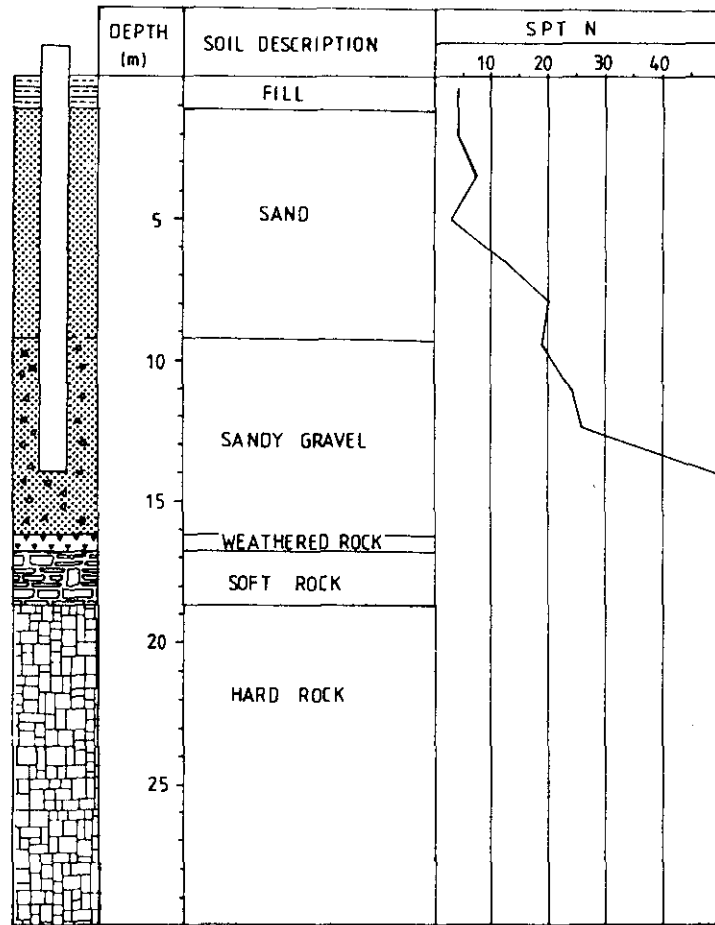 DEPTH
(m)
SOIL DESCRIPTION
SPT N
10 20 30 40
FILL
5
SAND
10
SANDY GRAVEL
15
WEATHERED ROCK
SOFT ROCK
20
HARD ROCK
25